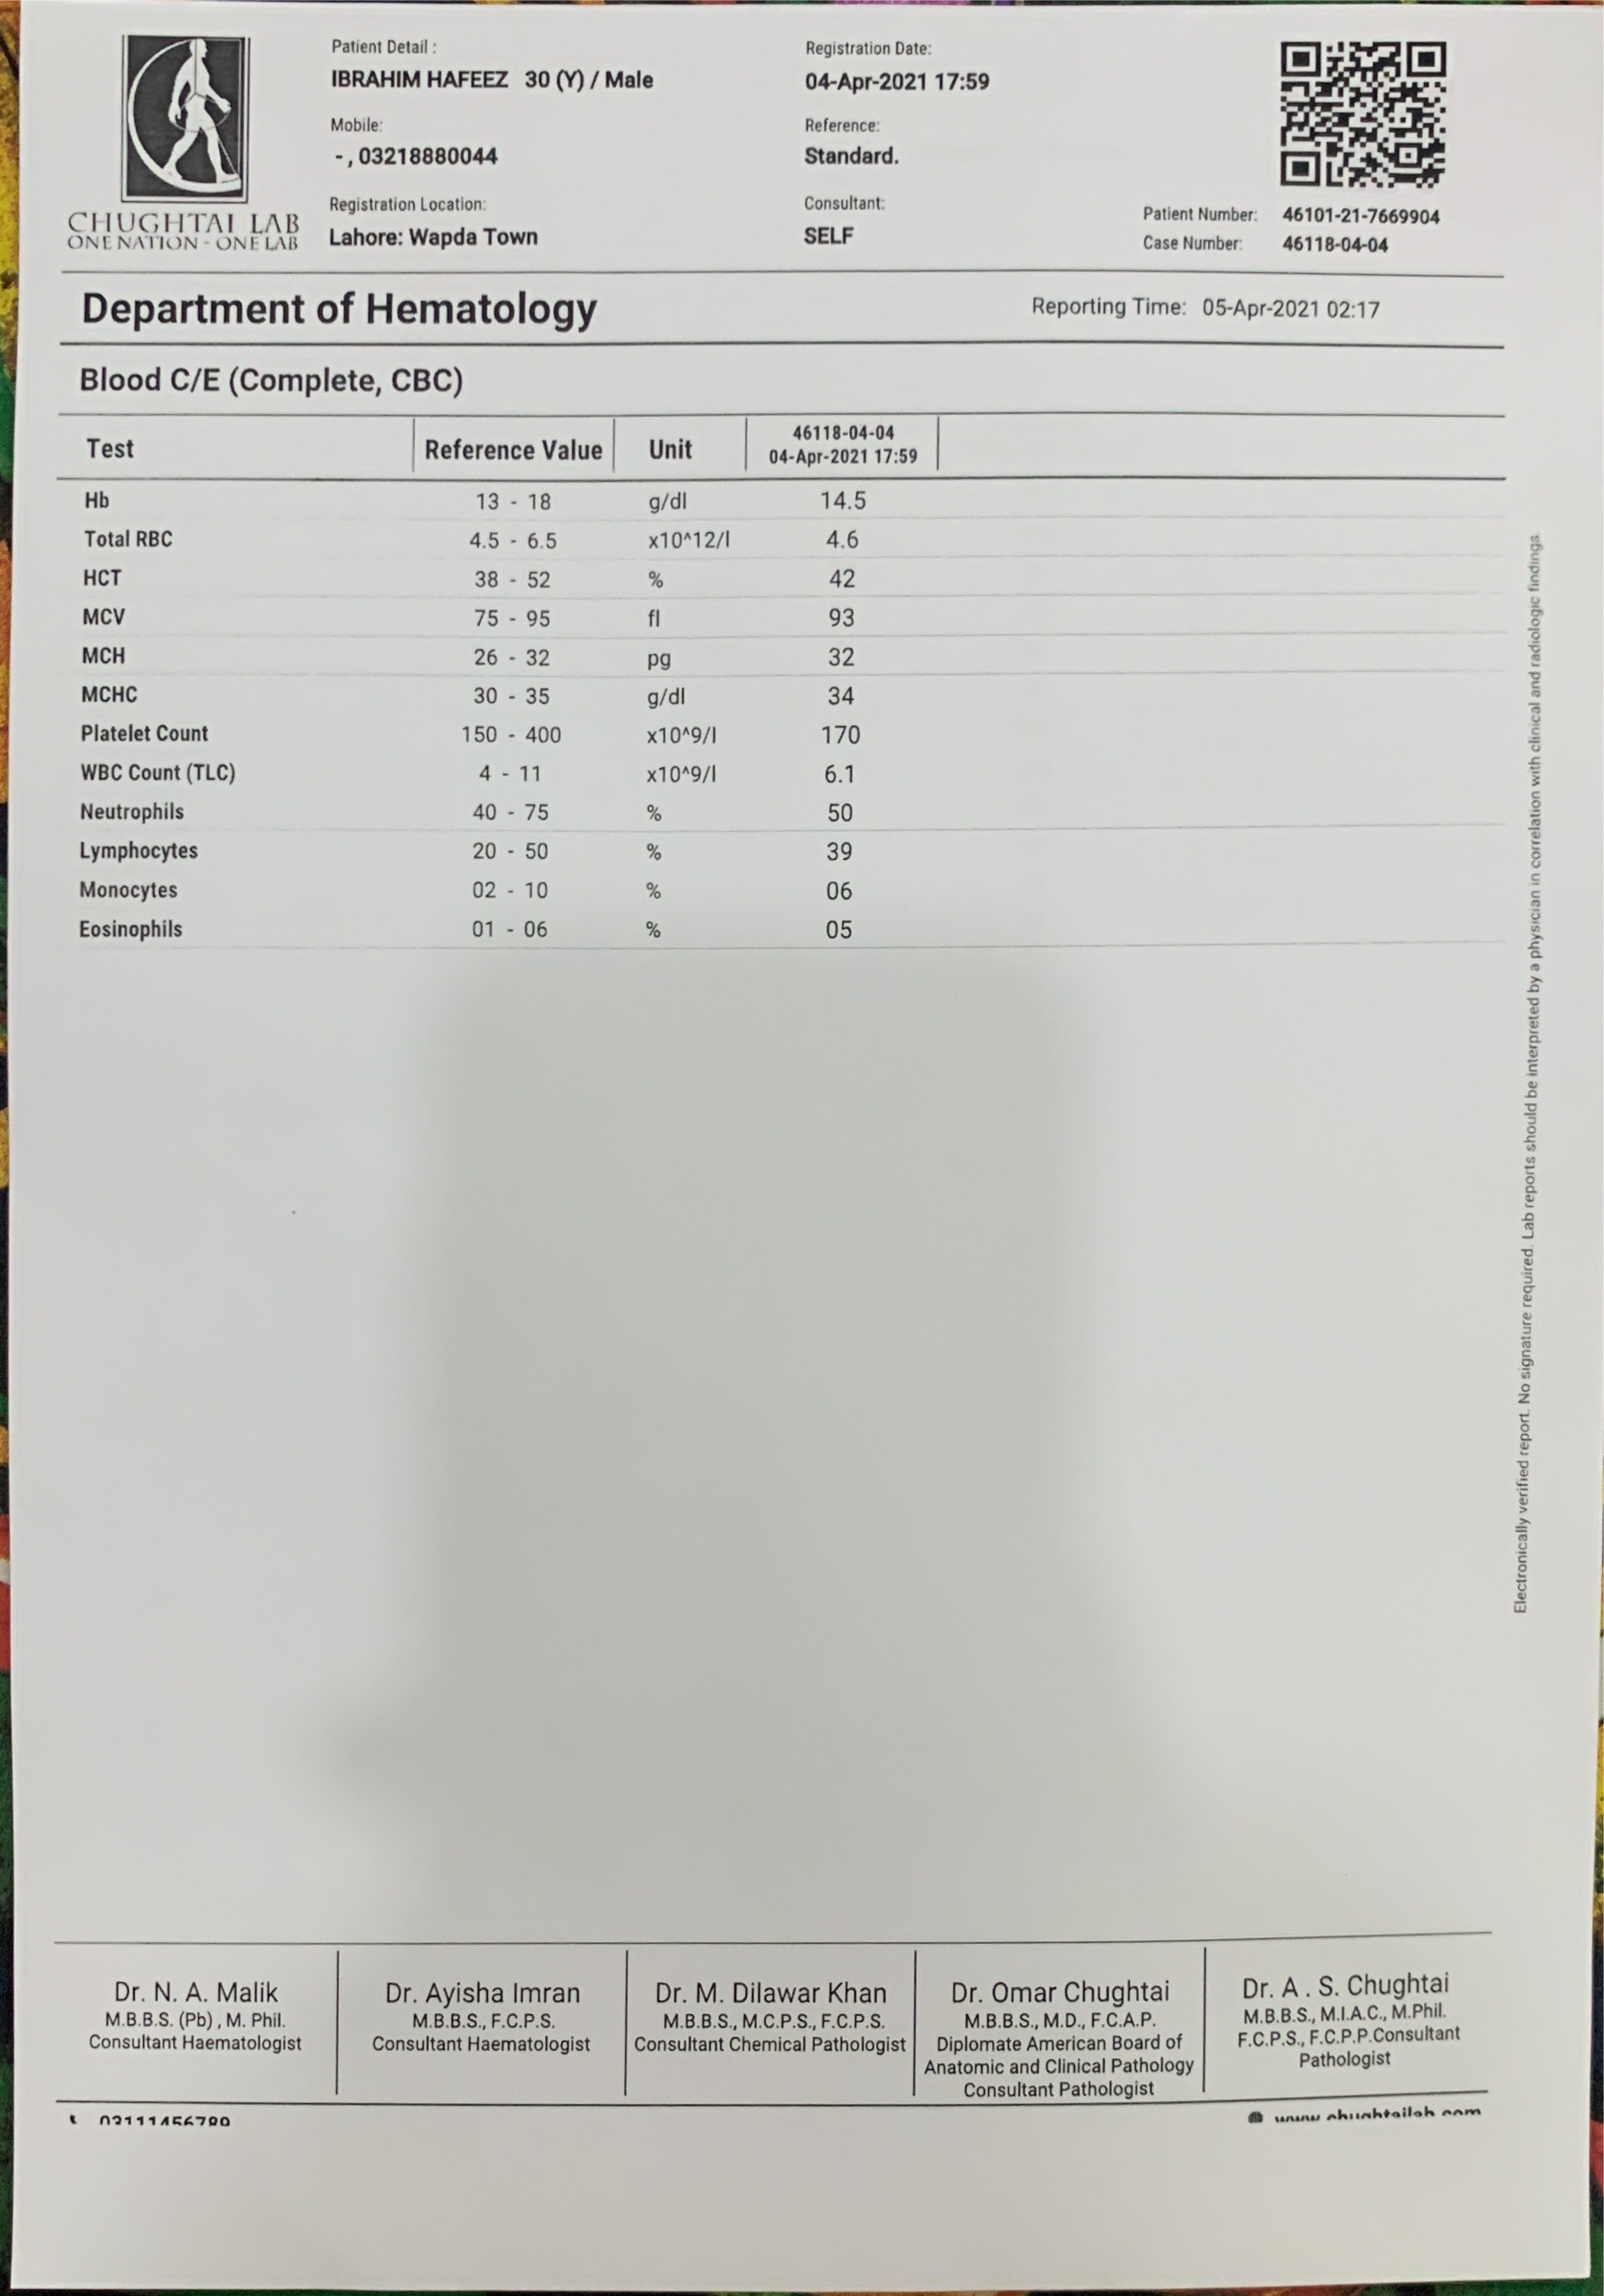 Patient Detail :
IBRAHIM HAFEEZ 30 (Y) / Male
Mobile:
- , 03218880044
Registration Location:
Lahore: Wapda Town
Registration Date:
04-Apr-2021 17:59
Reference:
Standard.
Consultant:
SELF
Patient Number: 46101-21-7669904
Case Number: 46118-04-04
CHUGHTAI LAB
ONE NATION - ONE LAB
Department of Hematology
Reporting Time: 05-Apr-2021 02:17
Blood C/E (Complete, CBC)
Test Reference Value Unit 46118-04-04
04-Apr-2021 17:59
Hb 13 - 18 g/dl 14.5
Total RBC 4.5 - 6.5 x10^12/l 4.6
HCT 38 - 52 % 42
MCV 75 - 95 fl 93
MCH 26 - 32 pg 32
MCHC 30 - 35 g/dl 34
Platelet Count 150 - 400 x10^9/l 170
WBC Count (TLC) 4 - 11 x10^9/l 6.1
Neutrophils 40 - 75 % 50
Lymphocytes 20 - 50 % 39
Monocytes 02 - 10 % 06
Eosinophils 01 - 06 % 05
Electronically verified report. No signature required. Lab reports should be interpreted by a physician in correlation with clinical and radiologic findings.
Dr. N. A. Malik
M.B.B.S. (Pb) , M. Phil.
Consultant Haematologist
Dr. Ayisha Imran
M.B.B.S., F.C.P.S.
Consultant Haematologist
Dr. M. Dilawar Khan
M.B.B.S., M.C.P.S., F.C.P.S.
Consultant Chemical Pathologist
Dr. Omar Chughtai
M.B.B.S., M.D., F.C.A.P.
Diplomate American Board of
Anatomic and Clinical Pathology
Consultant Pathologist
Dr. A . S. Chughtai
M.B.B.S., M.I.A.C., M.Phil.
F.C.P.S., F.C.P.P.Consultant
Pathologist
03111456789
www.chughtailab.com